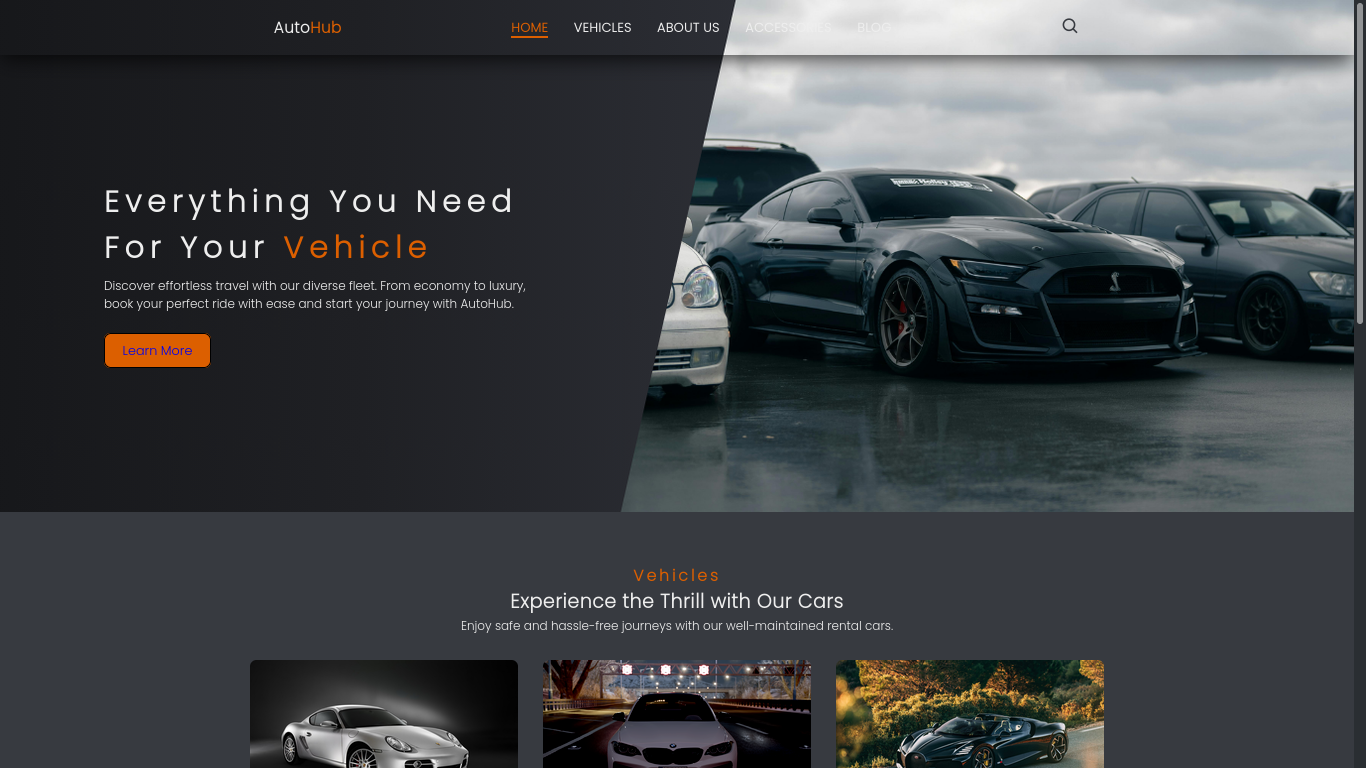 AutoHub
HOME VEHICLES ABOUT US ACCESSORIES BLOG
Everything You Need
For Your Vehicle
Discover effortless travel with our diverse fleet. From economy to luxury,
book your perfect ride with ease and start your journey with AutoHub.
Learn More
Vehicles
Experience the Thrill with Our Cars
Enjoy safe and hassle-free journeys with our well-maintained rental cars.